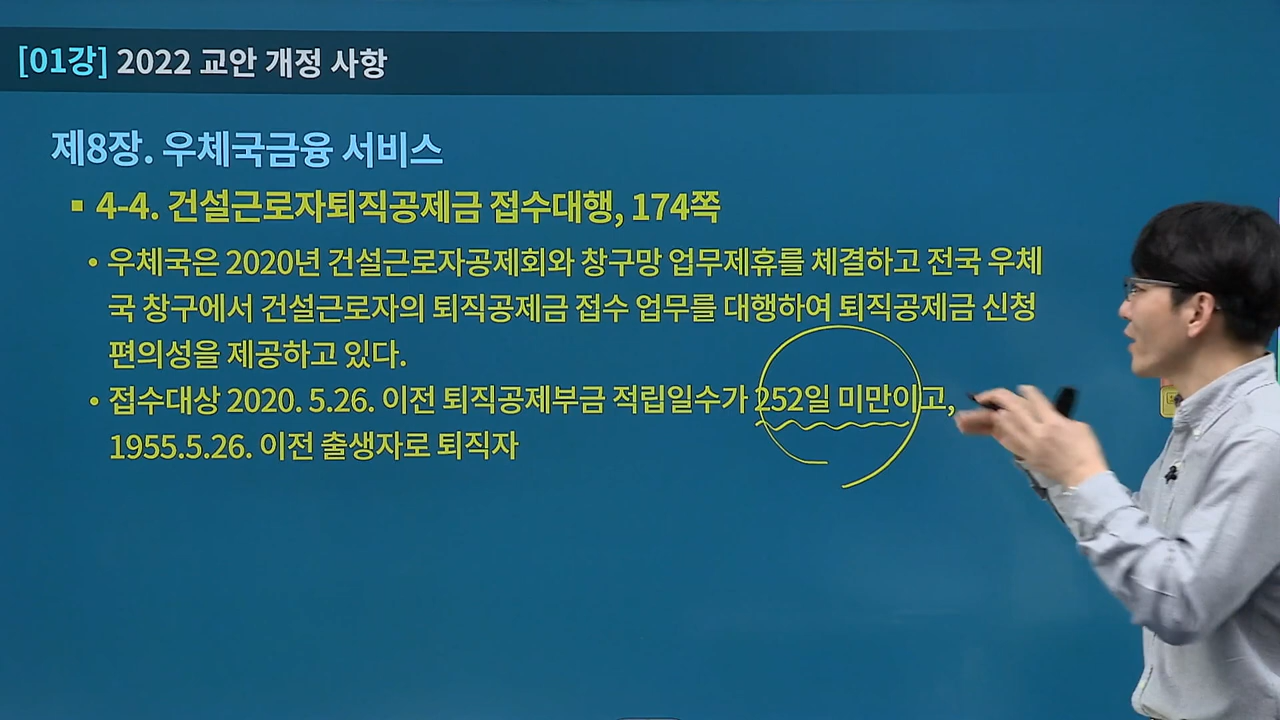 [01강] 2022 교안 개정 사항
제8장. 우체국금융 서비스
▪ 4-4. 건설근로자퇴직공제금 접수대행, 174쪽
• 우체국은 2020년 건설근로자공제회와 창구망 업무제휴를 체결하고 전국 우체
국 창구에서 건설근로자의 퇴직공제금 접수 업무를 대행하여 퇴직공제금 신청
편의성을 제공하고 있다.
• 접수대상 2020. 5.26. 이전 퇴직공제부금 적립일수가 252일 미만이고,
1955.5.26. 이전 출생자로 퇴직자